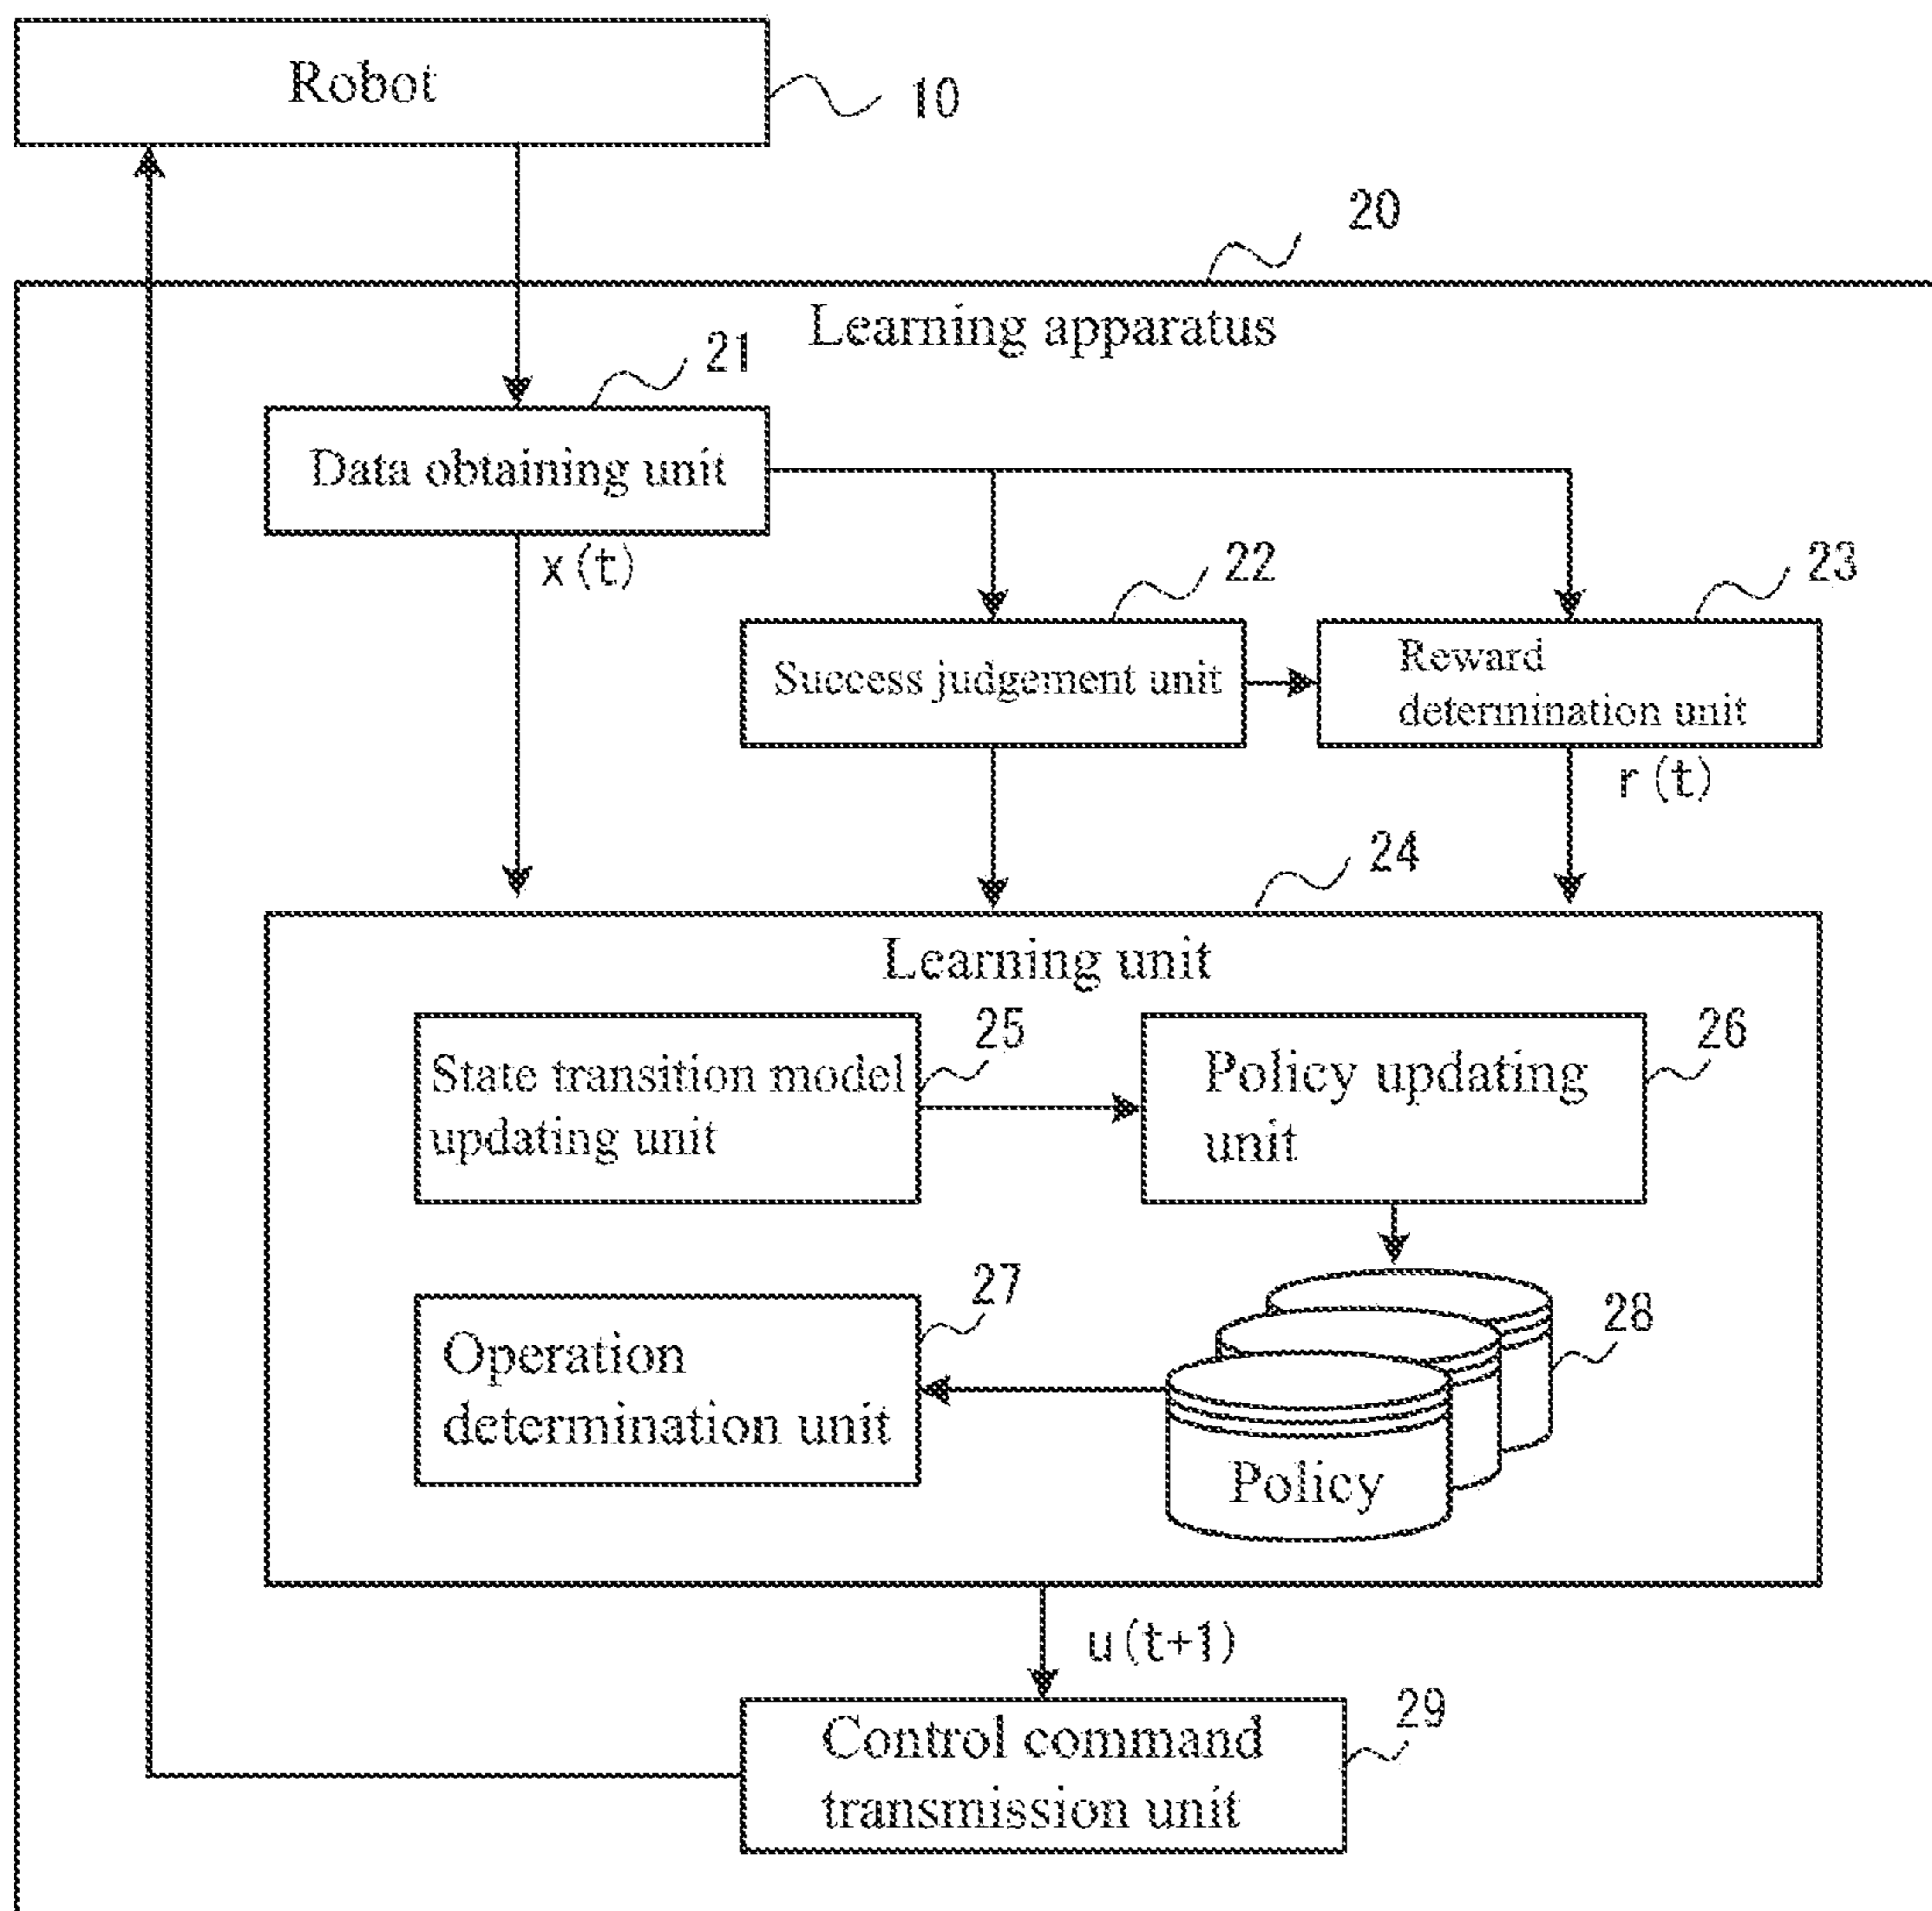 Robot
10
20
Learning apparatus
21
Data obtaining unit
x(t)
22
23
Success judgement unit
Reward
determination unit
r(t)
24
Learning unit
25
State transition model
updating unit
26
Policy updating
unit
27
Operation
determination unit
28
Policy
u(t+1)
29
Control command
transmission unit